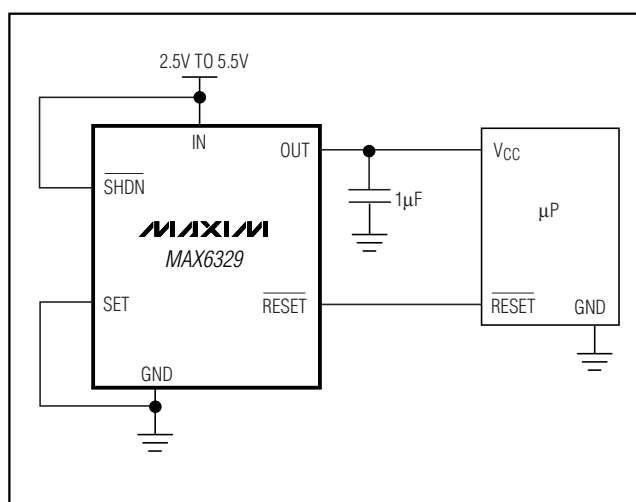 2.5V TO 5.5V
IN
OUT
VCC
SHDN
1μF
μP
MAXIM
MAX6329
SET
RESET
RESET
GND
GND